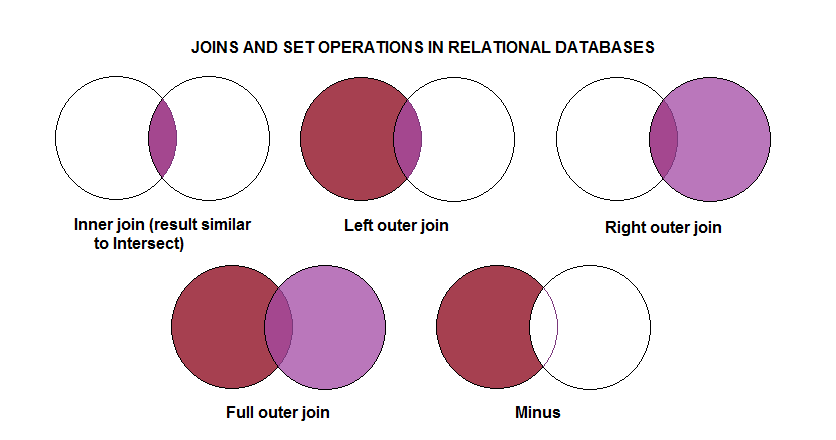 JOINS AND SET OPERATIONS IN RELATIONAL DATABASES
Inner join (result similar
to Intersect)
Left outer join
Right outer join
Full outer join
Minus